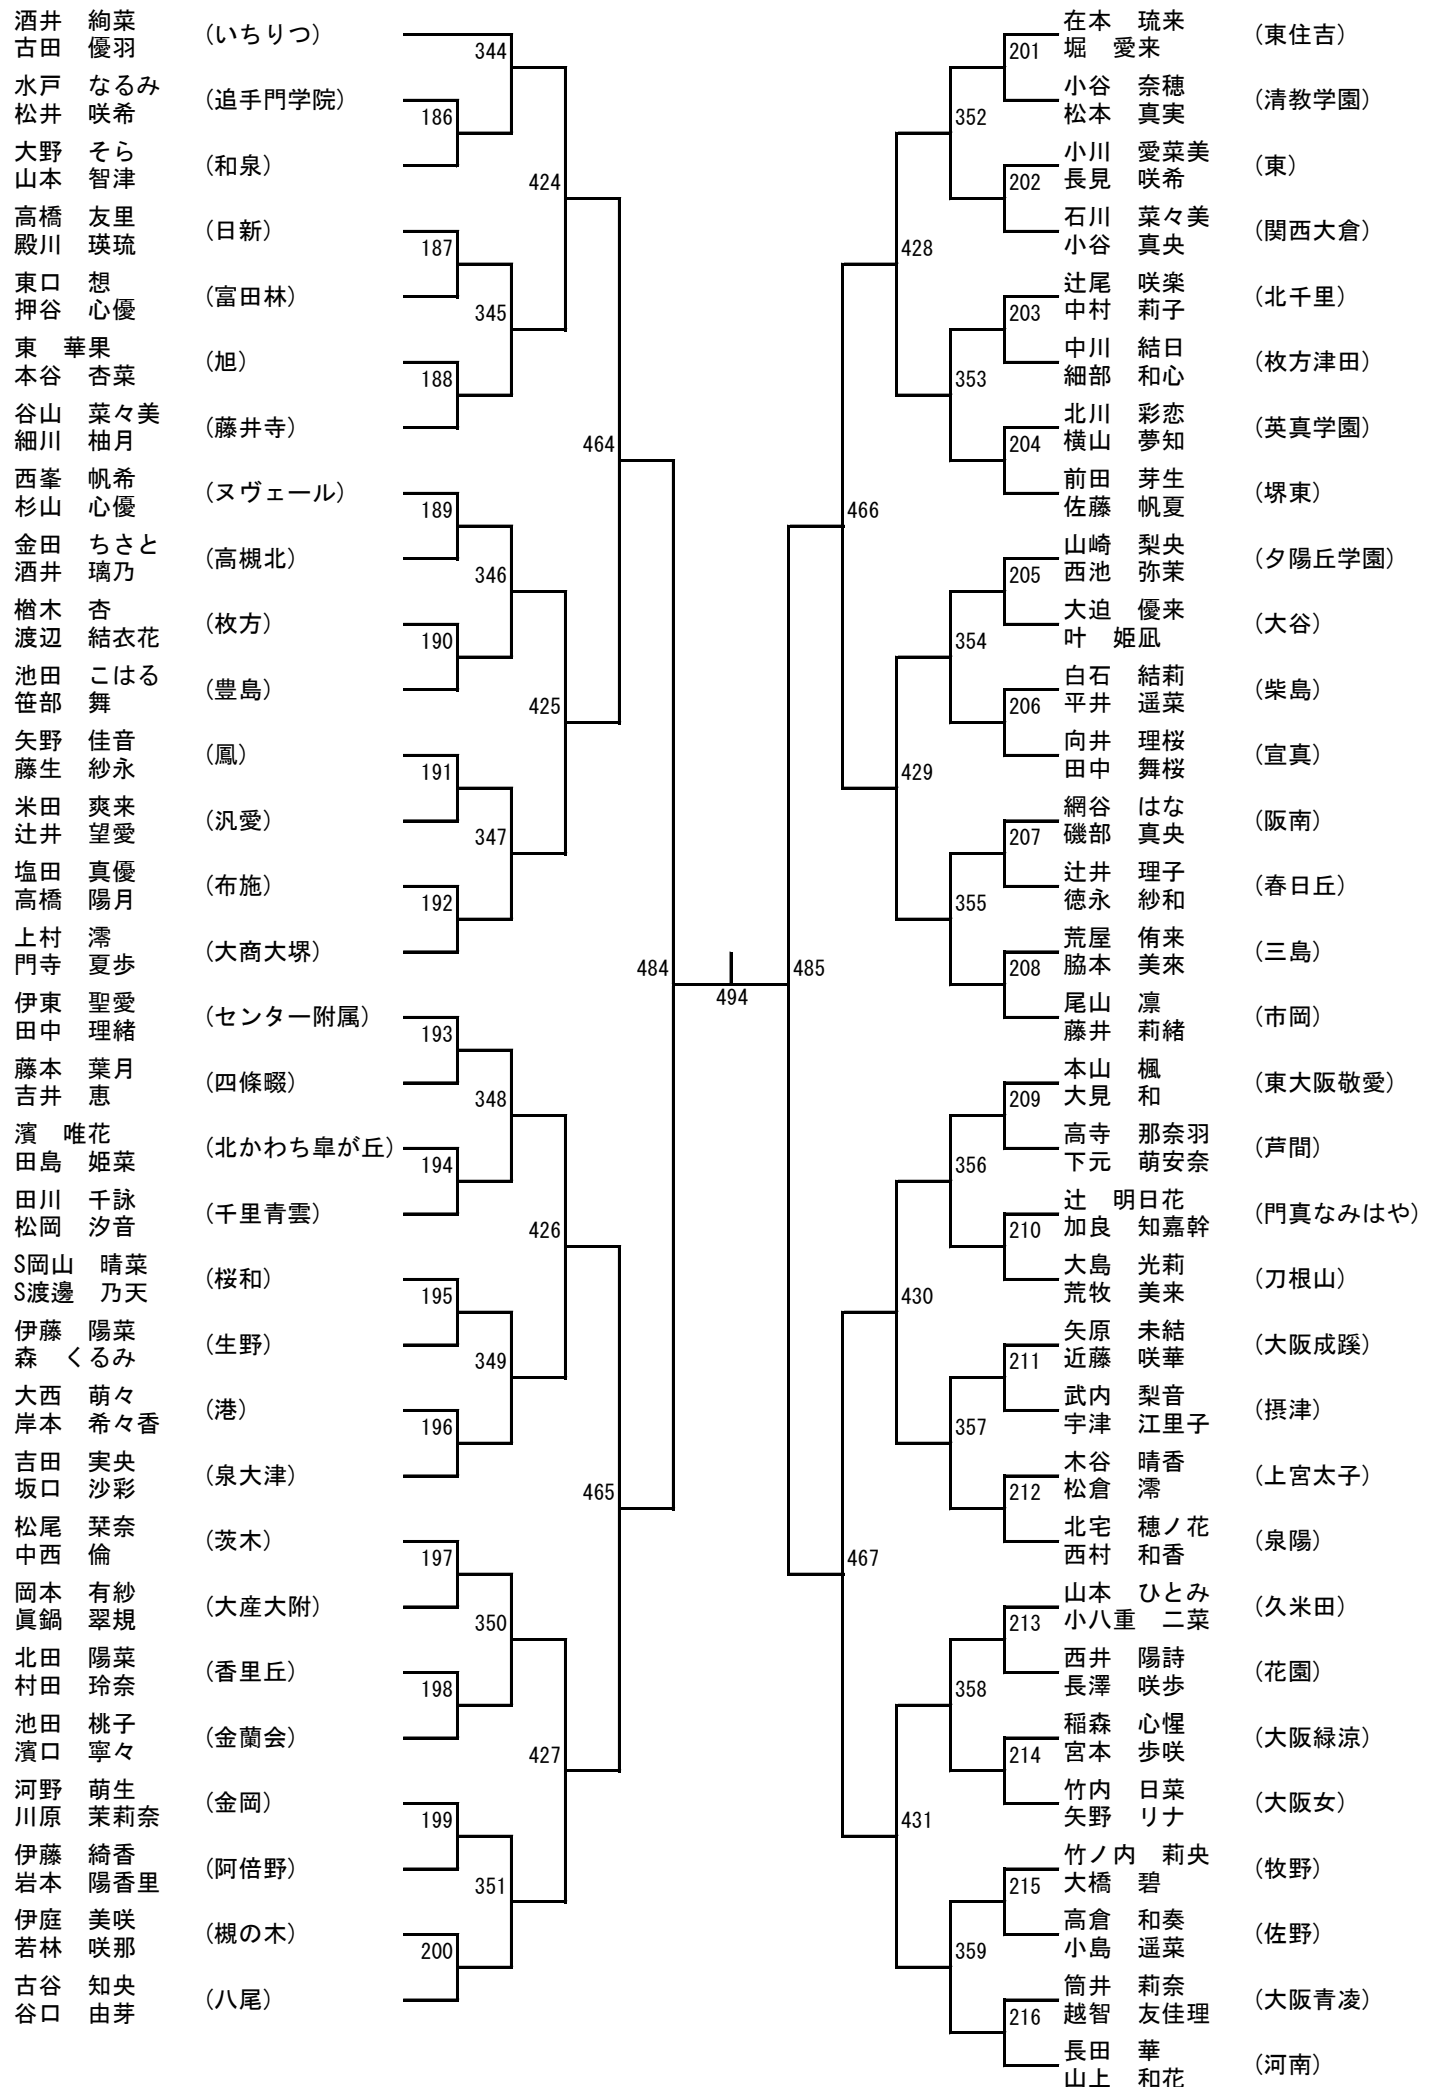 酒井　絢菜
古田　優羽
(いちりつ)
水戸　なるみ
松井　咲希
(追手門学院)
大野　そら
山本　智津
(和泉)
高橋　友里
殿川　瑛琉
(日新)
東口　想
押谷　心優
(富田林)
東　華果
本谷　杏菜
(旭)
谷山　菜々美
細川　柚月
(藤井寺)
西峯　帆希
杉山　心優
(ヌヴェール)
金田　ちさと
酒井　璃乃
(高槻北)
楢木　杏
渡辺　結衣花
(枚方)
池田　こはる
笹部　舞
(豊島)
矢野　佳音
藤生　紗永
(鳳)
米田　爽来
辻井　望愛
(汎愛)
塩田　真優
高橋　陽月
(布施)
上村　澪
門寺　夏歩
(大商大堺)
伊東　聖愛
田中　理緒
(センター附属)
藤本　葉月
吉井　恵
(四條畷)
濱　唯花
田島　姫菜
(北かわち皐が丘)
田川　千詠
松岡　汐音
(千里青雲)
S岡山　晴菜
S渡邊　乃天
(桜和)
伊藤　陽菜
森　くるみ
(生野)
大西　萌々
岸本　希々香
(港)
吉田　実央
坂口　沙彩
(泉大津)
松尾　栞奈
中西　倫
(茨木)
岡本　有紗
眞鍋　翠規
(大産大附)
北田　陽菜
村田　玲奈
(香里丘)
池田　桃子
濱口　寧々
(金蘭会)
河野　萌生
川原　茉莉奈
(金岡)
伊藤　綺香
岩本　陽香里
(阿倍野)
伊庭　美咲
若林　咲那
(槻の木)
古谷　知央
谷口　由芽
(八尾)
344
186
187
345
188
424
189
346
190
191
347
192
425
464
193
348
194
195
349
196
426
197
350
198
199
351
200
427
465
484
494
485
466
467
428
429
430
431
352
353
354
355
356
357
358
359
201
202
203
204
205
206
207
208
209
210
211
212
213
214
215
216
在本　琉来
堀　愛来
(東住吉)
小谷　奈穂
松本　真実
(清教学園)
小川　愛菜美
長見　咲希
(東)
石川　菜々美
小谷　真央
(関西大倉)
辻尾　咲楽
中村　莉子
(北千里)
中川　結日
細部　和心
(枚方津田)
北川　彩恋
横山　夢知
(英真学園)
前田　芽生
佐藤　帆夏
(堺東)
山崎　梨央
西池　弥茉
(夕陽丘学園)
大迫　優来
叶　姫凪
(大谷)
白石　結莉
平井　遥菜
(柴島)
向井　理桜
田中　舞桜
(宣真)
網谷　はな
磯部　真央
(阪南)
辻井　理子
徳永　紗和
(春日丘)
荒屋　侑来
脇本　美來
(三島)
尾山　凛
藤井　莉緒
(市岡)
本山　楓
大見　和
(東大阪敬愛)
高寺　那奈羽
下元　萌安奈
(芦間)
辻　明日花
加良　知嘉幹
(門真なみはや)
大島　光莉
荒牧　美来
(刀根山)
矢原　未結
近藤　咲華
(大阪成蹊)
武内　梨音
宇津　江里子
(摂津)
木谷　晴香
松倉　澪
(上宮太子)
北宅　穂ノ花
西村　和香
(泉陽)
山本　ひとみ
小八重　二菜
(久米田)
西井　陽詩
長澤　咲歩
(花園)
稲森　心惺
宮本　歩咲
(大阪緑涼)
竹内　日菜
矢野　リナ
(大阪女)
竹ノ内　莉央
大橋　碧
(牧野)
高倉　和奏
小島　遥菜
(佐野)
筒井　莉奈
越智　友佳理
(大阪青凌)
長田　華
山上　和花
(河南)